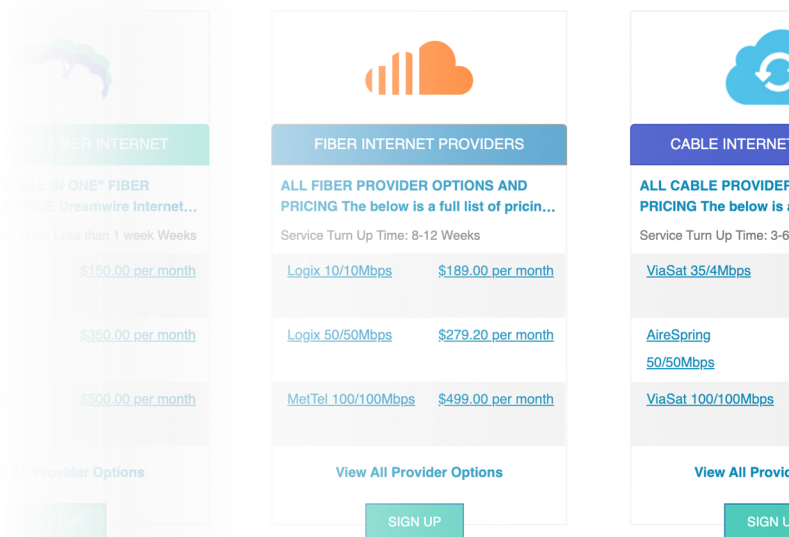 FIBER INTERNET
"ALL IN ONE" FIBER
Dreamwire Internet...
Less than 1 week Weeks
$150.00 per month
$350.00 per month
$500.00 per month
Provider Options
FIBER INTERNET PROVIDERS
ALL FIBER PROVIDER OPTIONS AND
PRICING The below is a full list of pricin...
Service Turn Up Time: 8-12 Weeks
Logix 10/10Mbps $189.00 per month
Logix 50/50Mbps $279.20 per month
MetTel 100/100Mbps $499.00 per month
View All Provider Options
SIGN UP
CABLE INTERNET
ALL CABLE PROVIDER
PRICING The below is
Service Turn Up Time: 3-6
ViaSat 35/4Mbps
AireSpring
50/50Mbps
ViaSat 100/100Mbps
View All
SIGN